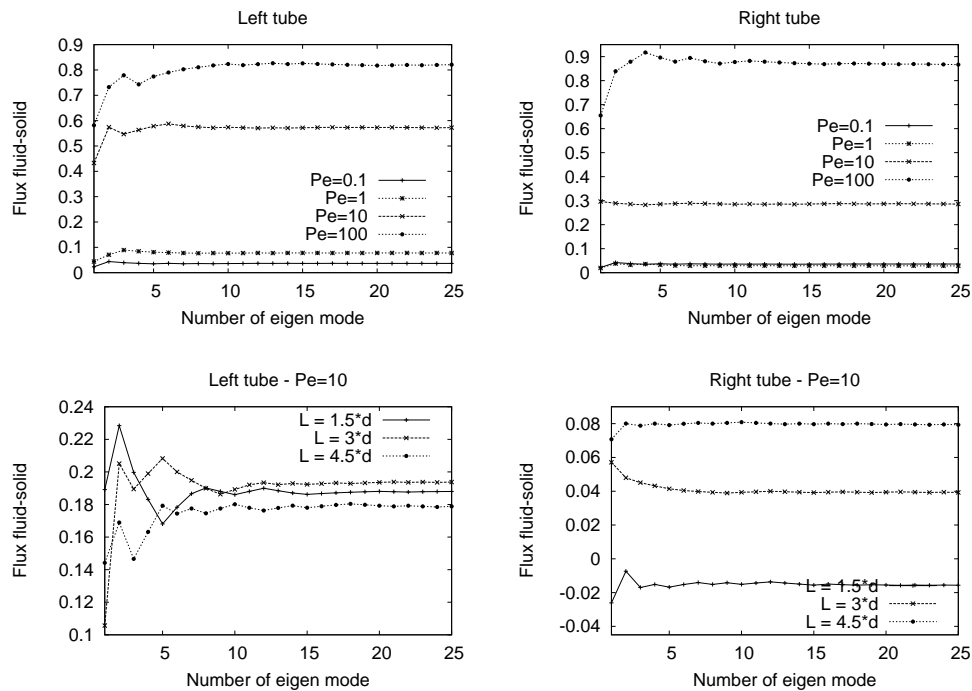 Left tube
Flux fluid-solid
0.9
0.8
0.7
0.6
0.5
0.4
0.3
0.2
0.1
0
Pe=0.1
Pe=1
Pe=10
Pe=100
5 10 15 20 25
Number of eigen mode
Right tube
Flux fluid-solid
0.9
0.8
0.7
0.6
0.5
0.4
0.3
0.2
0.1
0
Pe=0.1
Pe=1
Pe=10
Pe=100
5 10 15 20 25
Number of eigen mode
Left tube - Pe=10
Flux fluid-solid
0.24
0.22
0.2
0.18
0.16
0.14
0.12
0.1
L = 1.5*d
L = 3*d
L = 4.5*d
5 10 15 20 25
Number of eigen mode
Right tube - Pe=10
Flux fluid-solid
0.08
0.04
0
-0.02
-0.04
L = 1.5*d
L = 3*d
L = 4.5*d
5 10 15 20 25
Number of eigen mode